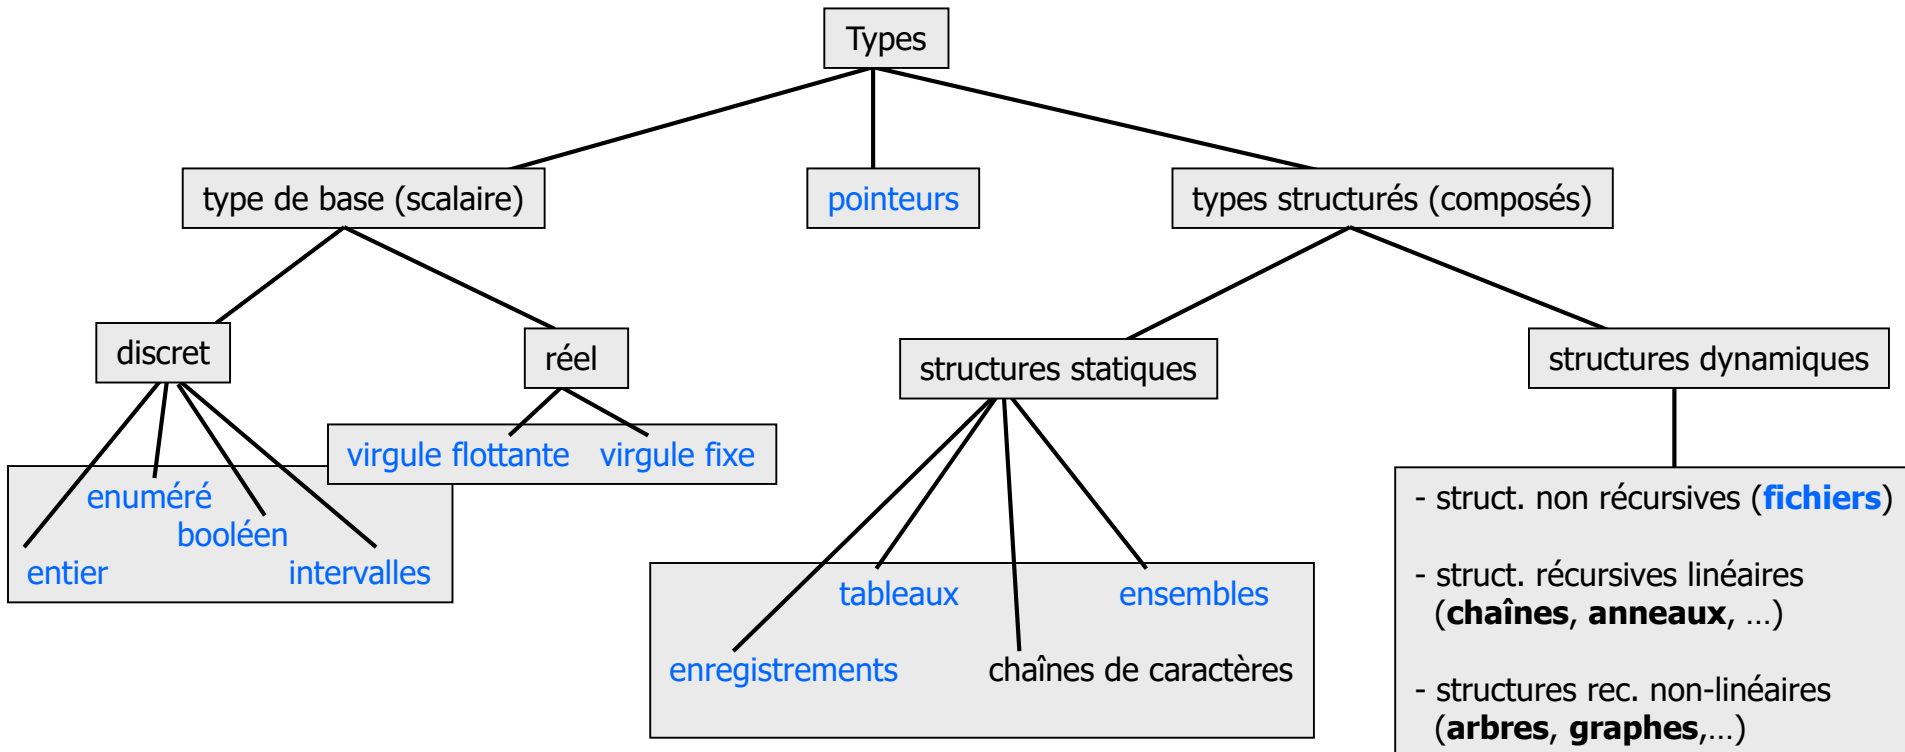 Types
type de base (scalaire)
pointeurs
types structurés (composés)
discret
réel
structures statiques
structures dynamiques
virgule flottante virgule fixe
enuméré
booléen
entier
intervalles
tableaux
ensembles
enregistrements
chaînes de caractères
- struct. non récursives (fichiers)
- struct. récursives linéaires
(chaînes, anneaux, ...)
- structures rec. non-linéaires
(arbres, graphes,...)